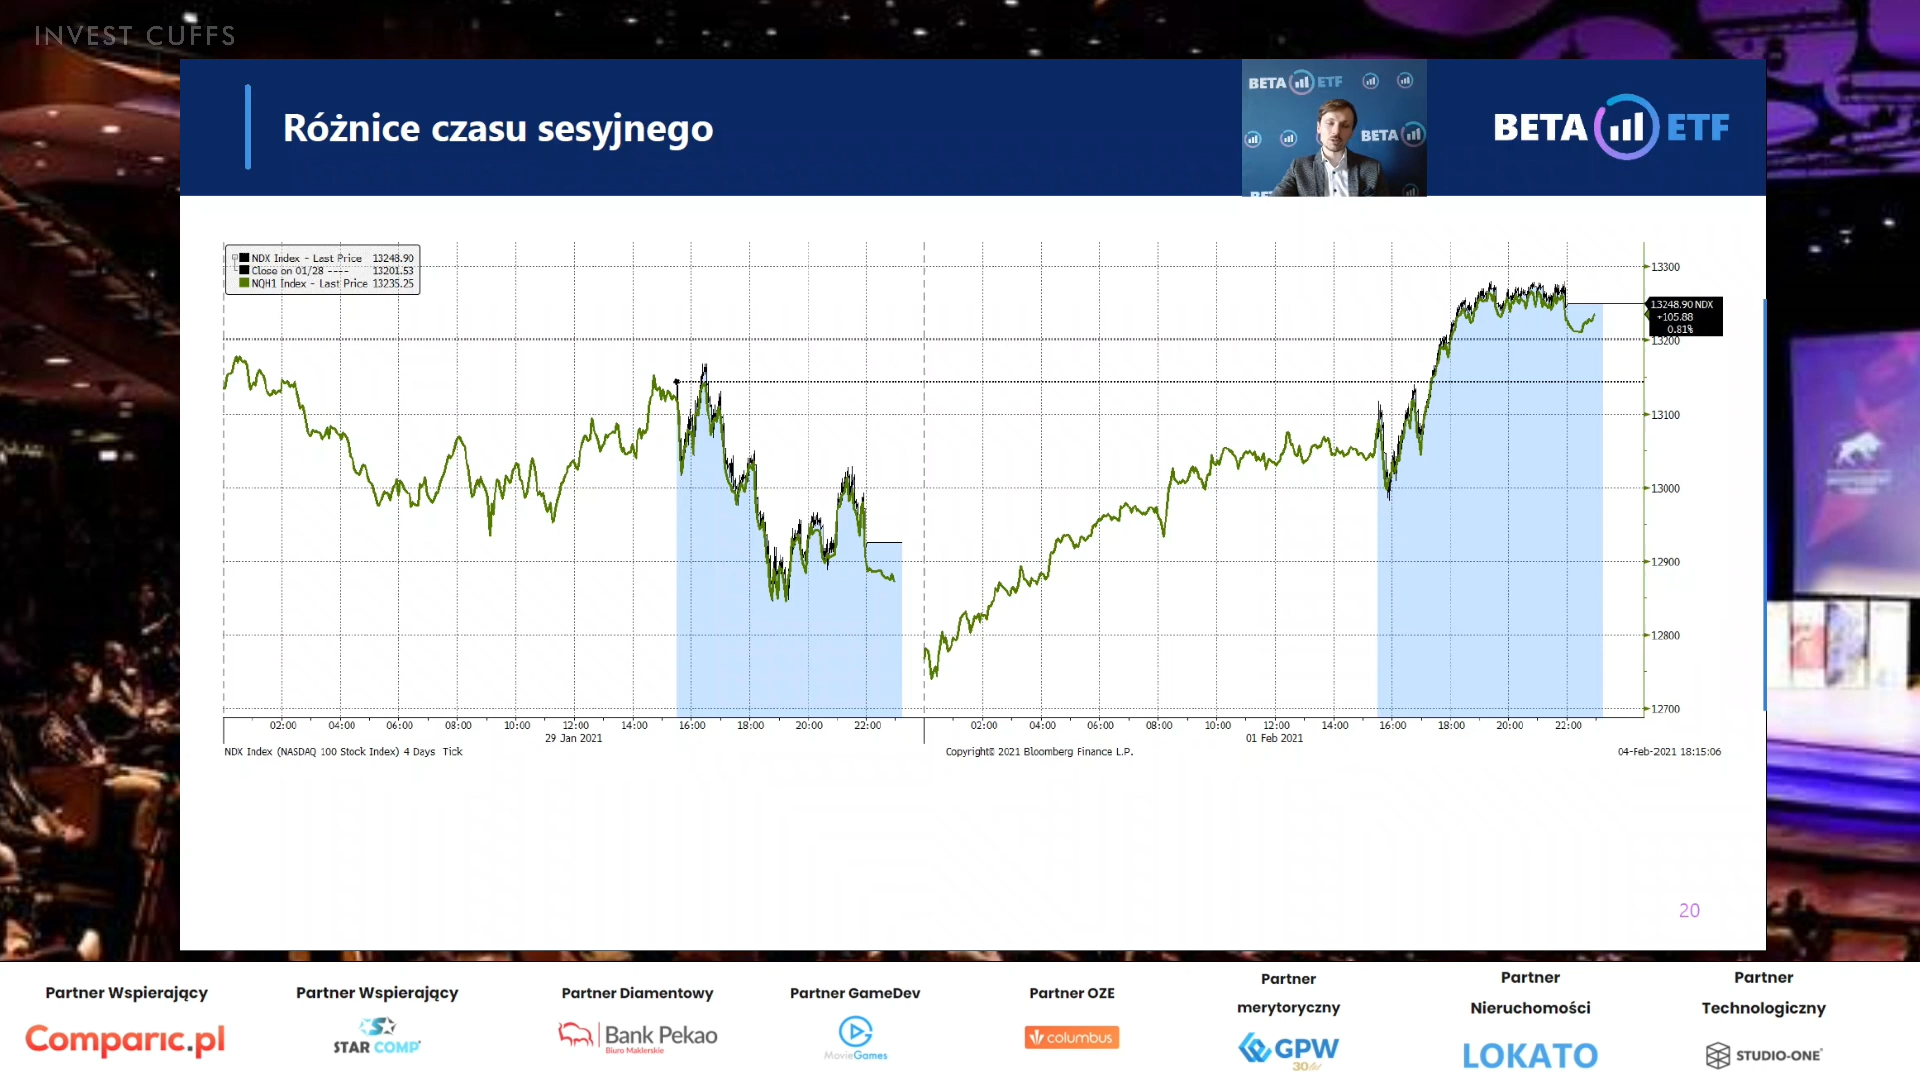 INVEST CUFFS
Różnice czasu sesyjnego
BETA ETF
BETA
BETA ETF
NDX Index - Last Price 13248.90
Close on 01/28 ---- 13201.53
NQH1 Index - Last Price 13235.25
13300
13248.90 NDX
+105.88
0.81%
13200
13100
13000
12900
12800
12700
02:00 04:00 06:00 08:00 10:00 12:00 14:00 16:00 18:00 20:00 22:00 02:00 04:00 06:00 08:00 10:00 12:00 14:00 16:00 18:00 20:00 22:00
29 Jan 2021 01 Feb 2021
NDX Index (NASDAQ 100 Stock Index) 4 Days Tick Copyright© 2021 Bloomberg Finance L.P. 04-Feb-2021 18:15:06
20
Partner Wspierający
Comparic.pl
Partner Wspierający
STAR COMP
Partner Diamentowy
Bank Pekao
Biuro Maklerskie
Partner GameDev
MovieGames
Partner OZE
columbus
Partner
merytoryczny
GPW
30lat
Partner
Nieruchomości
LOKATO
Partner
Technologiczny
STUDIO-ONE